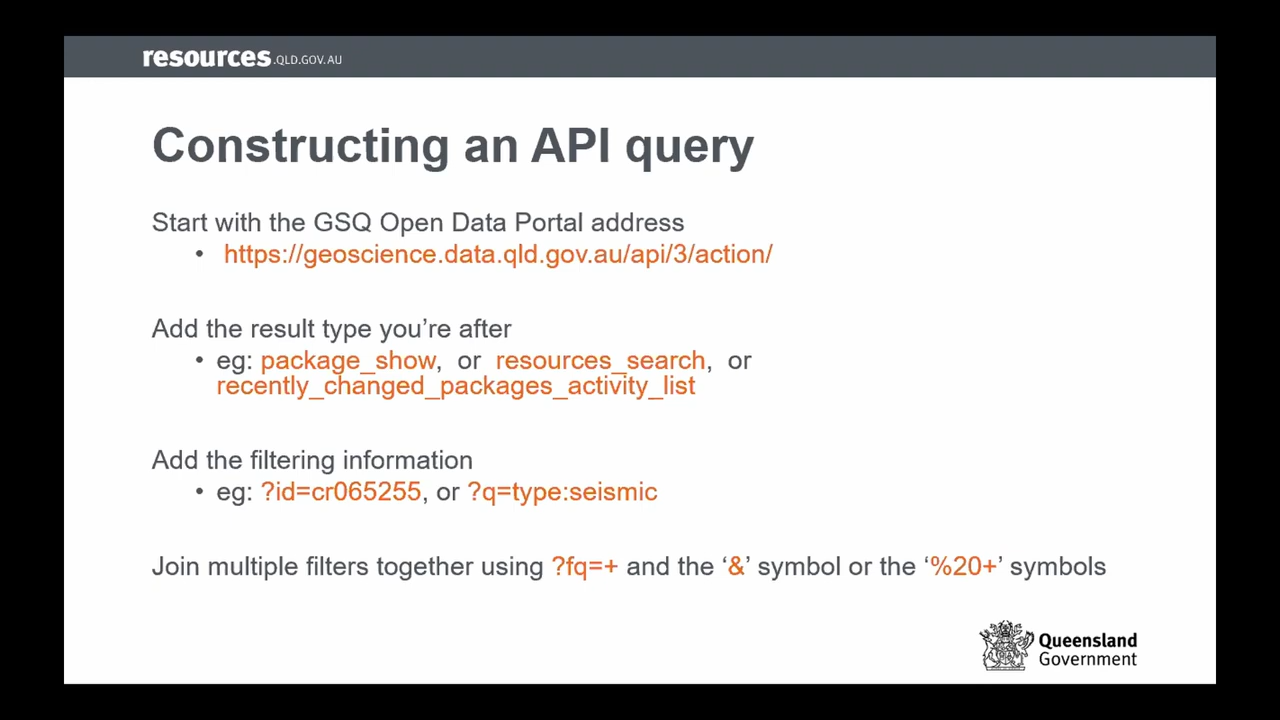 resources.QLD.GOV.AU
Constructing an API query
Start with the GSQ Open Data Portal address
• https://geoscience.data.qld.gov.au/api/3/action/
Add the result type you’re after
• eg: package_show, or resources_search, or
recently_changed_packages_activity_list
Add the filtering information
• eg: ?id=cr065255, or ?q=type:seismic
Join multiple filters together using ?fq=+ and the ‘&’ symbol or the ‘%20+’ symbols
Queensland
Government